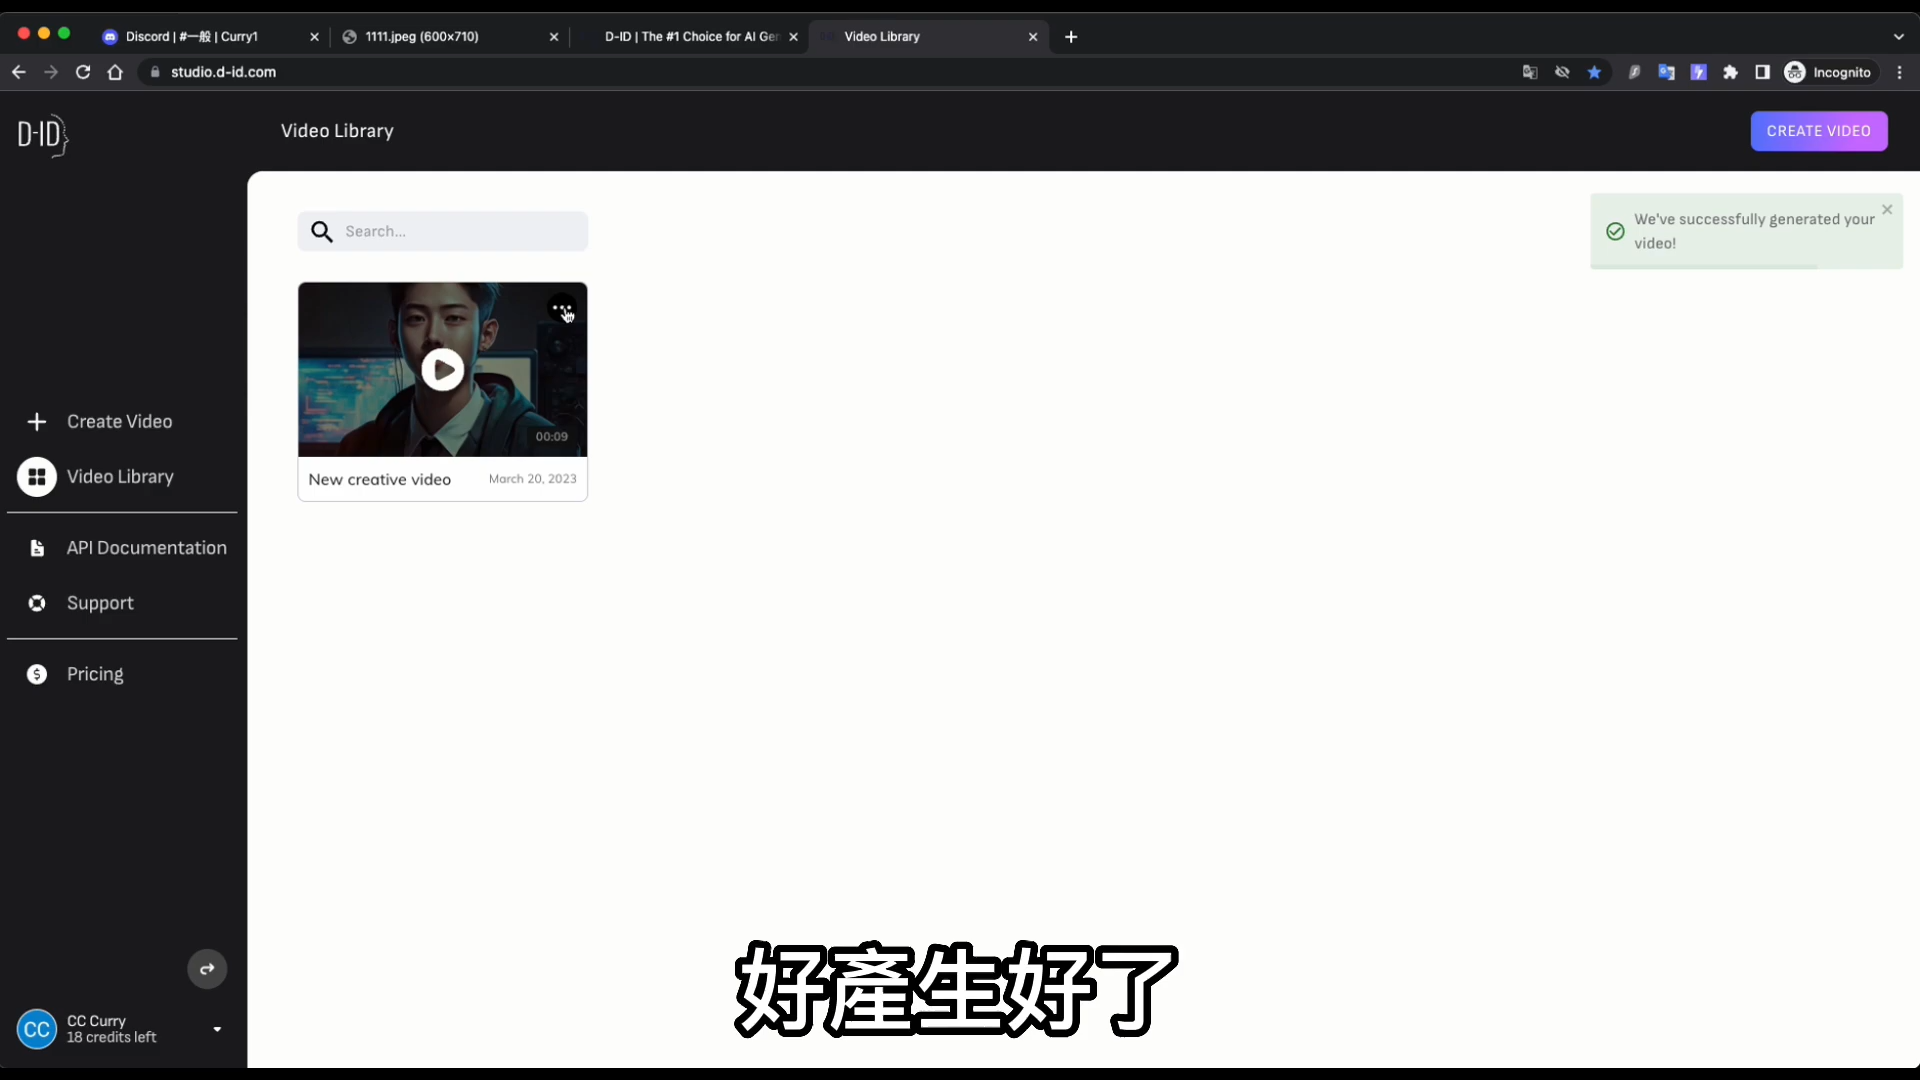 Discord | #一般 | Curry1
1111.jpeg (600×710)
D-ID | The #1 Choice for AI Gen
Video Library
studio.d-id.com
Incognito
D-ID
Video Library
CREATE VIDEO
We've successfully generated your
video!
Search...
00:09
New creative video
March 20, 2023
Create Video
Video Library
API Documentation
Support
Pricing
CC
CC Curry
18 credits left
好產生好了